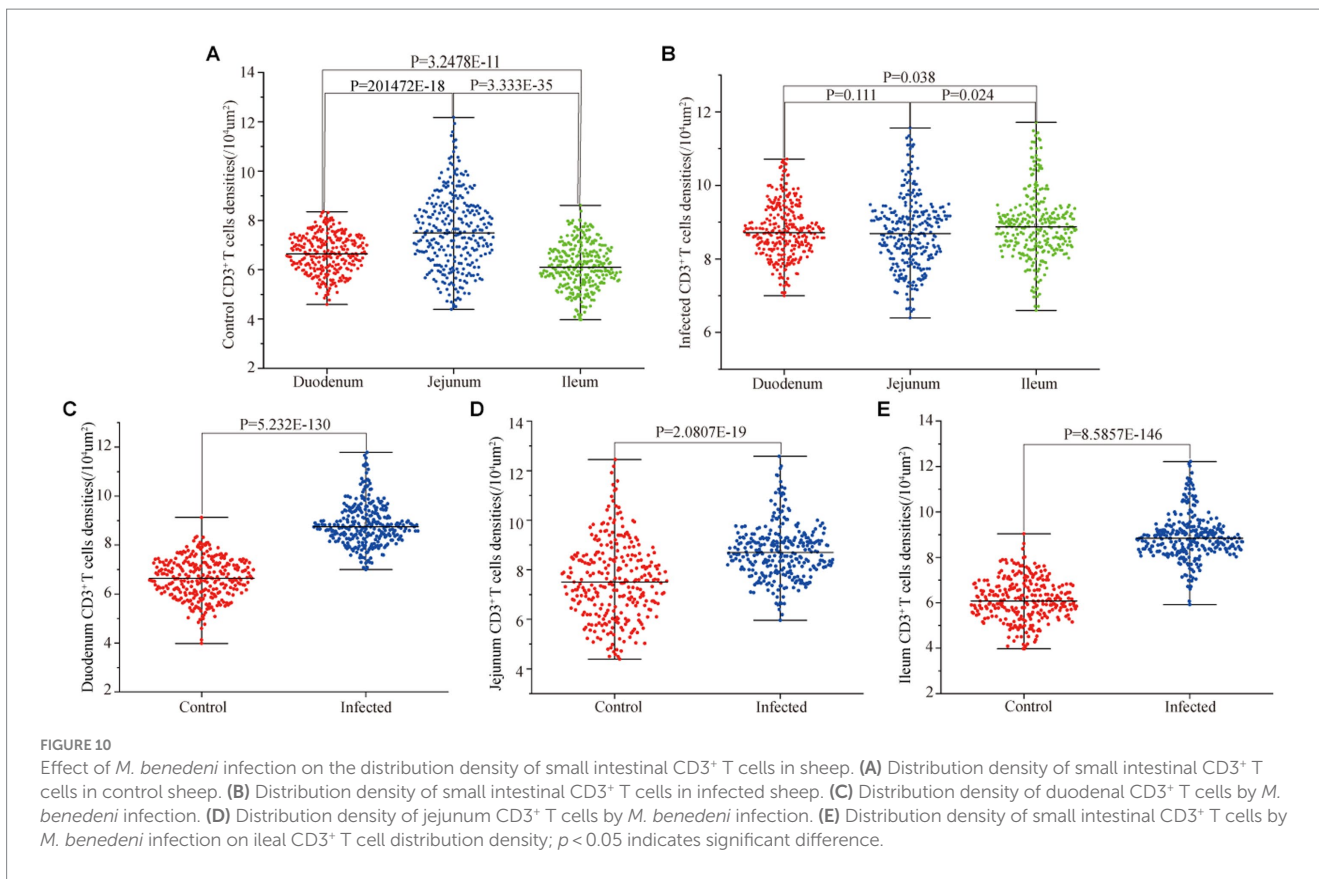 A
P=3.2478E-11
P=201472E-18
P=3.333E-35
Control CD3⁺T cells densities(/10⁴um²)
14
12
10
8
6
4
2
Duodenum
Jejunum
Ileum
B
P=0.038
P=0.111
P=0.024
Infected CD3⁺T cells densities(/10⁴um²)
12
10
8
6
Duodenum
Jejunum
Ileum
C
P=5.232E-130
Duodenum CD3⁺T cells densities(/10⁴um²)
12
10
8
6
4
2
Control
Infected
D
P=2.0807E-19
Jejunum CD3⁺T cells densities(/10⁴um²)
14
12
10
8
6
4
Control
Infected
E
P=8.5857E-146
Ileum CD3⁺T cells densities(/10⁴um²)
14
12
10
8
6
4
2
Control
Infected
FIGURE 10
Effect of M. benedeni infection on the distribution density of small intestinal CD3⁺ T cells in sheep. (A) Distribution density of small intestinal CD3⁺ T
cells in control sheep. (B) Distribution density of small intestinal CD3⁺ T cells in infected sheep. (C) Distribution density of duodenal CD3⁺ T cells by M.
benedeni infection. (D) Distribution density of jejunum CD3⁺ T cells by M. benedeni infection. (E) Distribution density of small intestinal CD3⁺ T cells by
M. benedeni infection on ileal CD3⁺ T cell distribution density; p < 0.05 indicates significant difference.